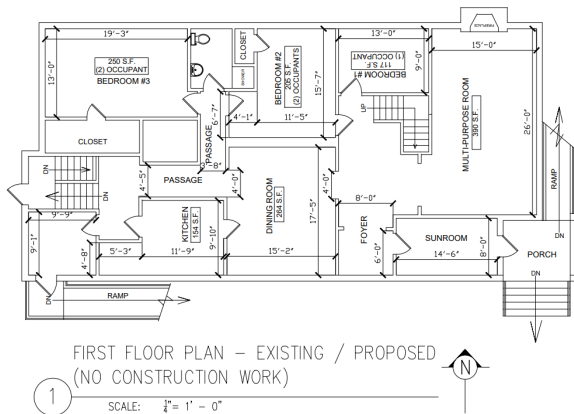 FIREPLACE
19'-3"
13'-0"
15'-0"
250 S.F.
(2) OCCUPANT
BEDROOM #3
13'-0"
CLOSET
SHOWER
BEDROOM #2
205 S.F.
(2) OCCUPANTS
15'-7"
BEDROOM #1
117 S.F.
(1) OCCUPANT
9'-0"
MULTI-PURPOSE ROOM
390 S.F.
26'-0"
6'-7"
4'-1"
11'-5"
UP
PASSAGE
CLOSET
3'-8"
RAMP
DN
DN
4'-5"
PASSAGE
4'-0"
4'-0"
9'-9"
DINING ROOM
264 S.F.
17'-5"
8'-0"
KITCHEN
154 S.F.
9'-10"
FOYER
6'-0"
SUNROOM
8'-0"
14'-6"
DN
PORCH
9'-1"
4'-8"
5'-3"
11'-9"
15'-2"
DN
DN
RAMP
FIRST FLOOR PLAN - EXISTING / PROPOSED
(NO CONSTRUCTION WORK)
N
1
SCALE: ¼"= 1' - 0"